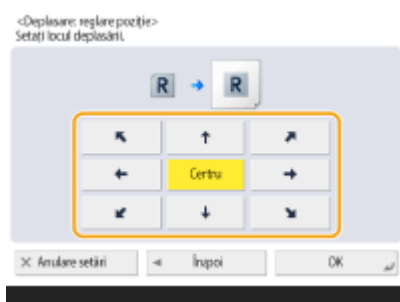 <Deplasare: reglare poziție>
Setați locul deplasării.
R R
Centru
Anulare setări Înapoi OK